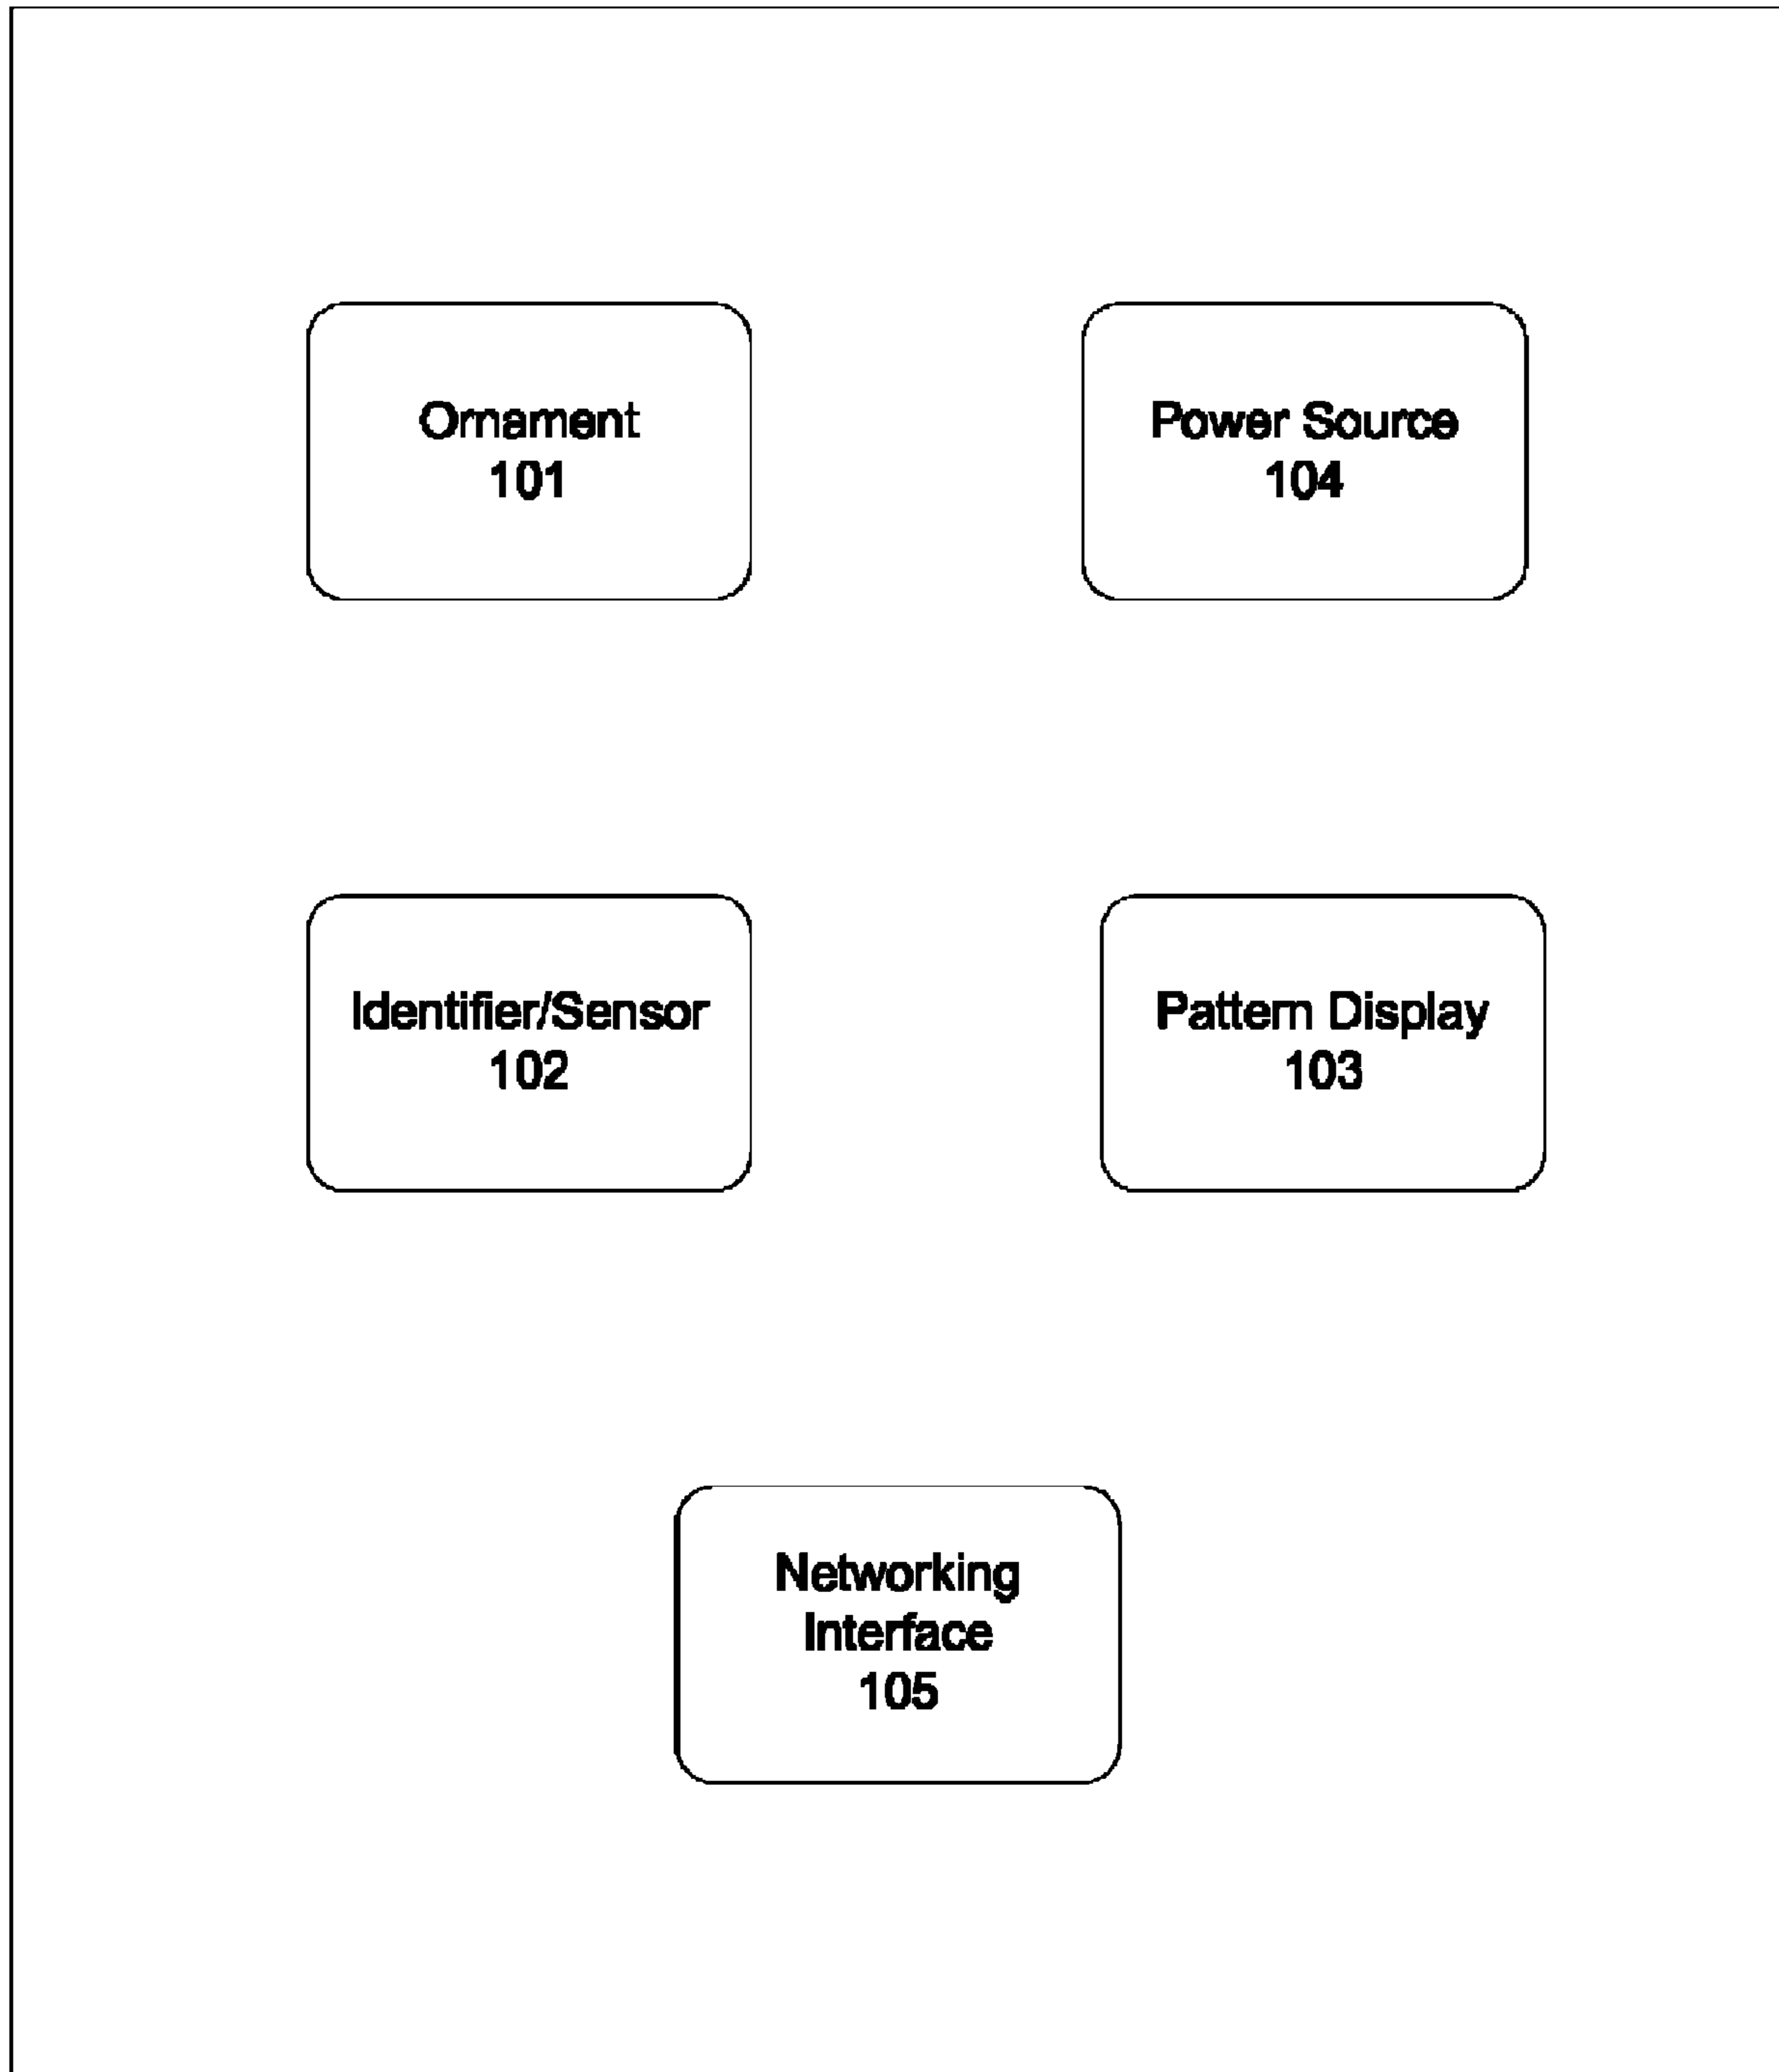 Ornament
101
Power Source
104
Identifier/Sensor
102
Pattern Display
103
Networking
Interface
105